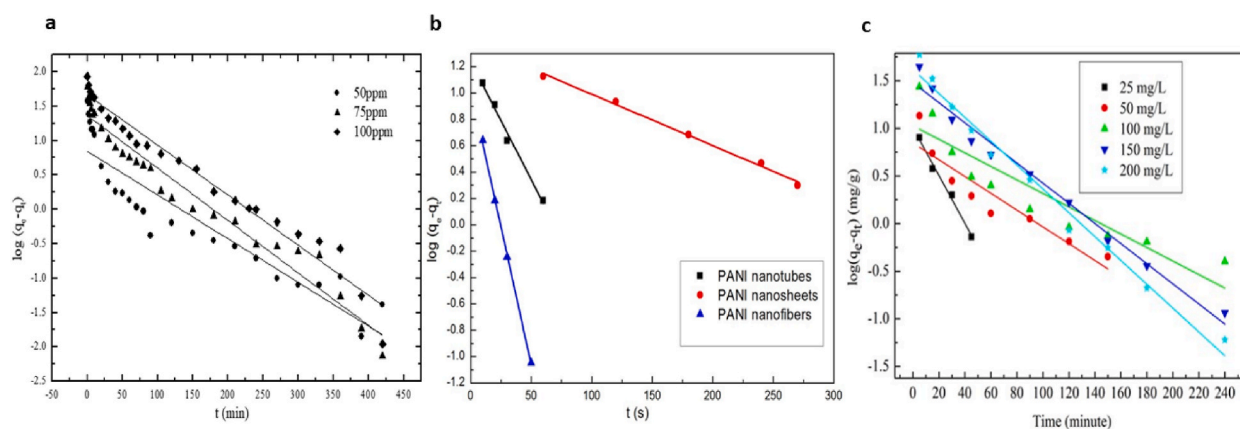 a
2.0
1.5
1.0
0.5
0.0
-0.5
-1.0
-1.5
-2.0
-2.5
log (qₑ-qₜ)
50ppm
75ppm
100ppm
0 50 100 150 200 250 300 350 400 450
t (min)
b
1.2
1.0
0.8
0.6
0.4
0.2
0.0
-0.2
-0.4
-0.6
-0.8
-1.0
-1.2
log (qₑ-qₜ)
PANI nanotubes
PANI nanosheets
PANI nanofibers
0 50 100 150 200 250 300
t (s)
c
1.5
1.0
0.5
0.0
-0.5
-1.0
-1.5
log(qₑ-qₜ) (mg/g)
25 mg/L
50 mg/L
100 mg/L
150 mg/L
200 mg/L
0 20 40 60 80 100 120 140 160 180 200 220 240
Time (minute)